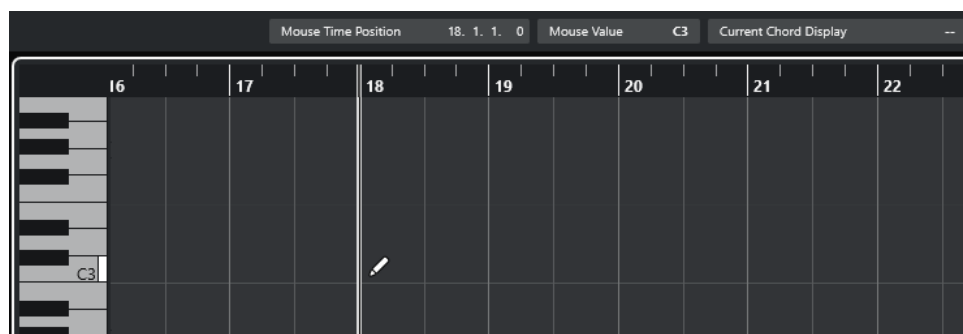 Mouse Time Position 18. 1. 1. 0 Mouse Value C3 Current Chord Display --
16 17 18 19 20 21 22
C3